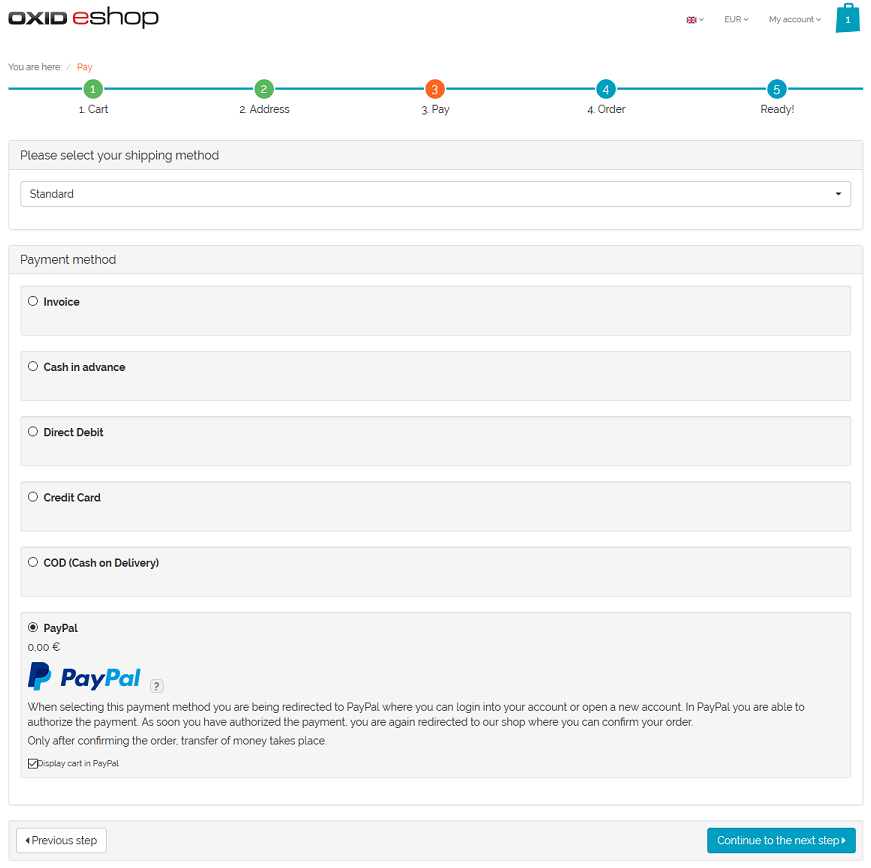 OXID eshop
EUR
My account
1
You are here: / Pay
1
2
3
4
5
1. Cart
2. Address
3. Pay
4. Order
Ready!
Please select your shipping method
Standard
Payment method
Invoice
Cash in advance
Direct Debit
Credit Card
COD (Cash on Delivery)
PayPal
0,00 €
PayPal
?
When selecting this payment method you are being redirected to PayPal where you can login into your account or open a new account. In PayPal you are able to
authorize the payment. As soon you have authorized the payment, you are again redirected to our shop where you can confirm your order.
Only after confirming the order, transfer of money takes place.
Display cart in PayPal
Previous step
Continue to the next step